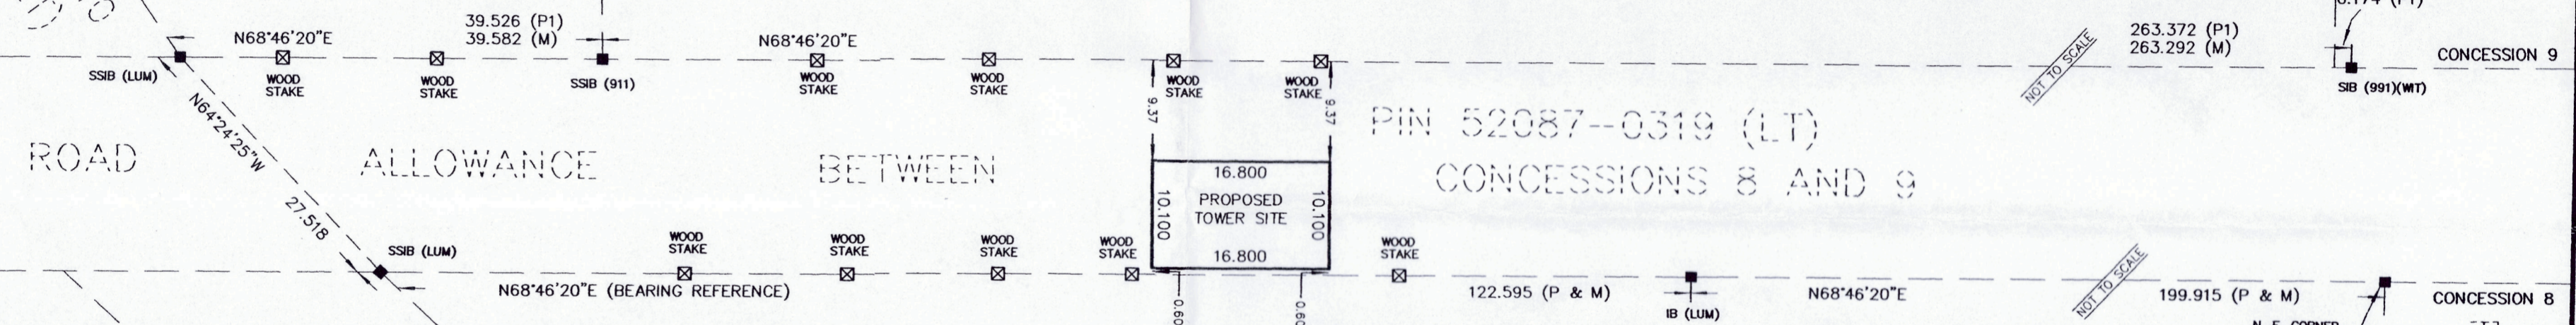 39.526 (P1)
39.582 (M)
N68°46'20"E
N68°46'20"E
263.372 (P1)
263.292 (M)
NOT TO SCALE
CONCESSION 9
SSIB (LUM)
WOOD
STAKE
WOOD
STAKE
SSIB (911)
WOOD
STAKE
WOOD
STAKE
WOOD
STAKE
WOOD
STAKE
SIB (991)(WIT)
N64°24'25"W
27.518
9.37
9.37
PIN 52087--0319 (LT)
ROAD ALLOWANCE BETWEEN
CONCESSIONS 8 AND 9
16.800
10.100
PROPOSED
TOWER SITE
10.100
16.800
SSIB (LUM)
WOOD
STAKE
WOOD
STAKE
WOOD
STAKE
WOOD
STAKE
WOOD
STAKE
N68°46'20"E (BEARING REFERENCE)
0.60
0.60
122.595 (P & M)
IB (LUM)
N68°46'20"E
NOT TO SCALE
199.915 (P & M)
CONCESSION 8